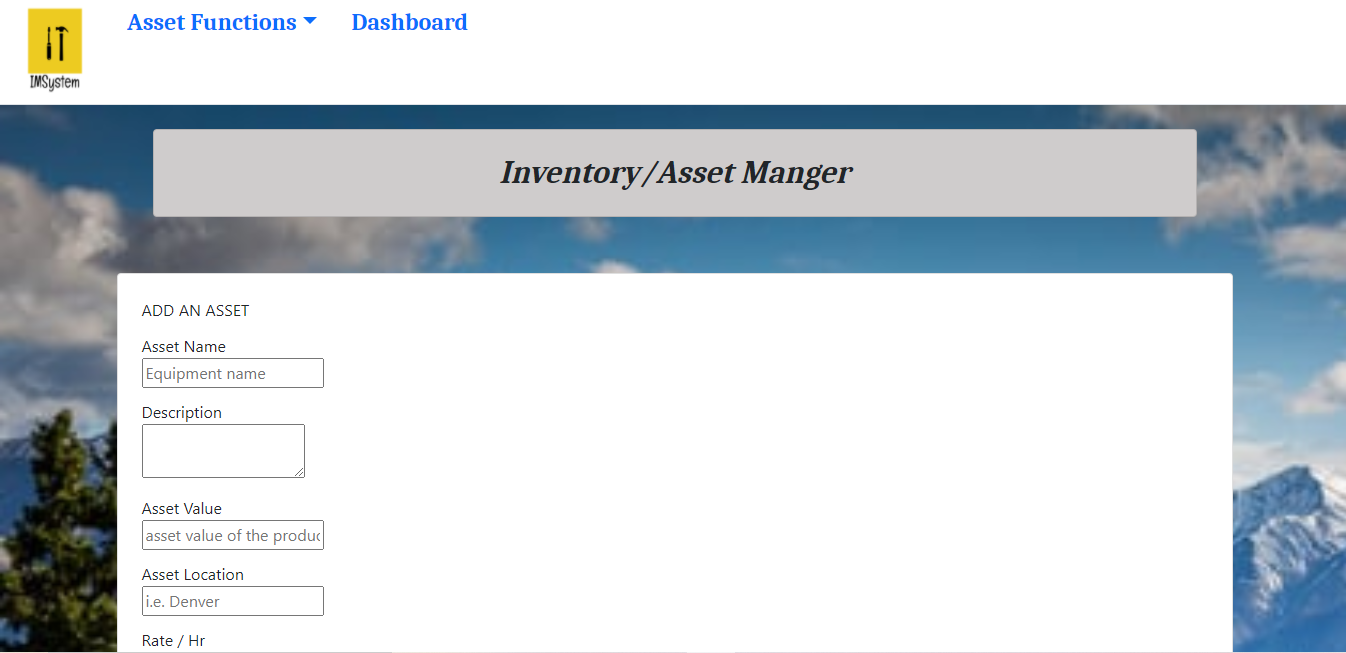 Asset Functions Dashboard
IMSystem
Inventory/Asset Manger
ADD AN ASSET
Asset Name
Equipment name
Description
Asset Value
asset value of the produc
Asset Location
i.e. Denver
Rate / Hr